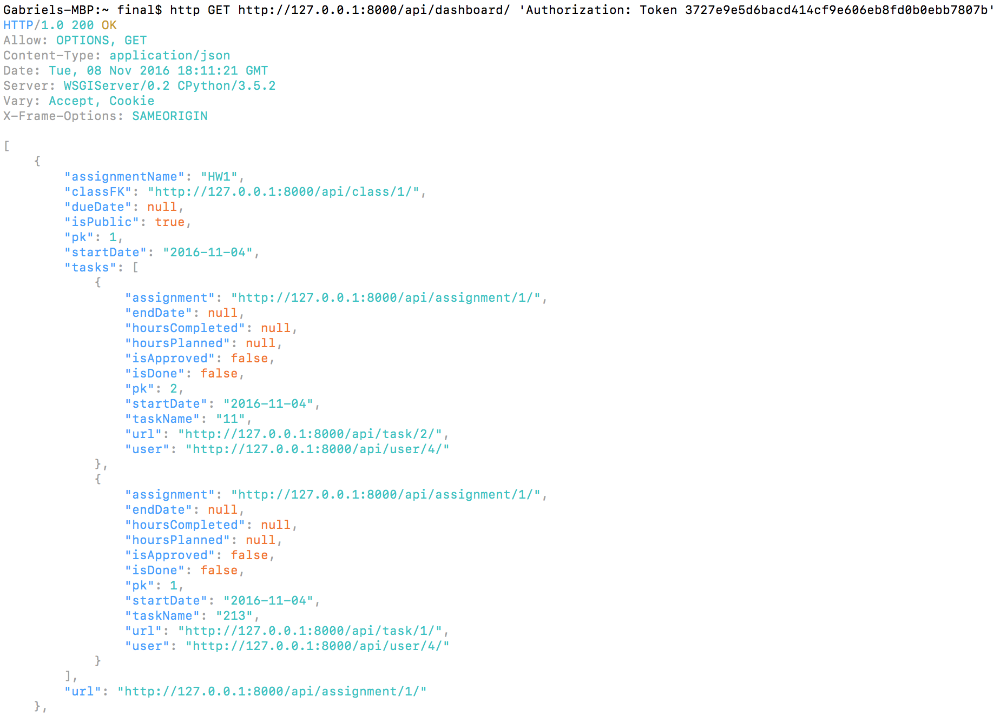 Gabriels-MBP:~ final$ http GET http://127.0.0.1:8000/api/dashboard/ 'Authorization: Token 3727e9e5d6bacd414cf9e606eb8fd0b0ebb7807b'
HTTP/1.0 200 OK
Allow: OPTIONS, GET
Content-Type: application/json
Date: Tue, 08 Nov 2016 18:11:21 GMT
Server: WSGIServer/0.2 CPython/3.5.2
Vary: Accept, Cookie
X-Frame-Options: SAMEORIGIN

[
    {
        "assignmentName": "HW1",
        "classFK": "http://127.0.0.1:8000/api/class/1/",
        "dueDate": null,
        "isPublic": true,
        "pk": 1,
        "startDate": "2016-11-04",
        "tasks": [
            {
                "assignment": "http://127.0.0.1:8000/api/assignment/1/",
                "endDate": null,
                "hoursCompleted": null,
                "hoursPlanned": null,
                "isApproved": false,
                "isDone": false,
                "pk": 2,
                "startDate": "2016-11-04",
                "taskName": "11",
                "url": "http://127.0.0.1:8000/api/task/2/",
                "user": "http://127.0.0.1:8000/api/user/4/"
            },
            {
                "assignment": "http://127.0.0.1:8000/api/assignment/1/",
                "endDate": null,
                "hoursCompleted": null,
                "hoursPlanned": null,
                "isApproved": false,
                "isDone": false,
                "pk": 1,
                "startDate": "2016-11-04",
                "taskName": "213",
                "url": "http://127.0.0.1:8000/api/task/1/",
                "user": "http://127.0.0.1:8000/api/user/4/"
            }
        ],
        "url": "http://127.0.0.1:8000/api/assignment/1/"
    },